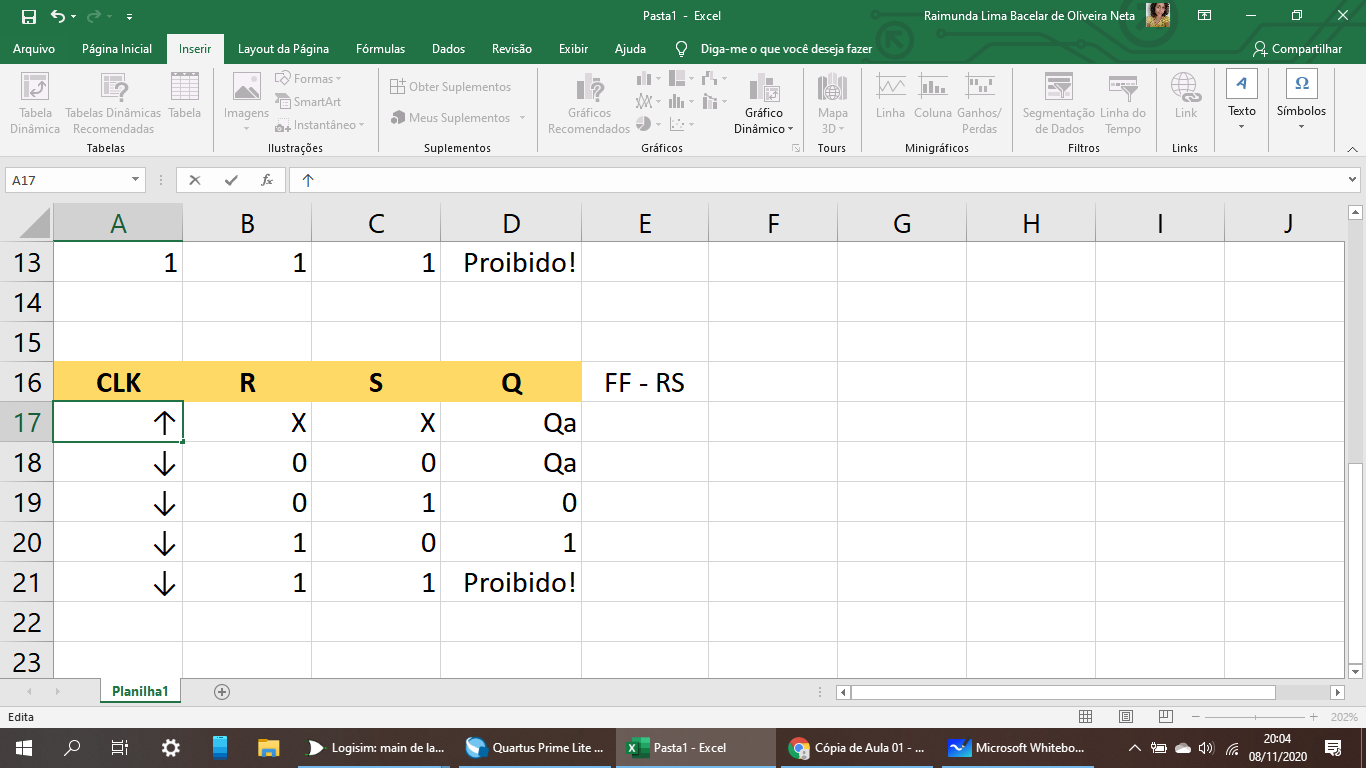 Pasta1 - Excel
Raimunda Lima Bacelar de Oliveira Neta
Arquivo Página Inicial Inserir Layout da Página Fórmulas Dados Revisão Exibir Ajuda Diga-me o que você deseja fazer Compartilhar
Tabela Dinâmica
Tabelas Dinâmicas Recomendadas
Tabela
Tabelas
Imagens
Formas
SmartArt
Instantâneo
Ilustrações
Obter Suplementos
Meus Suplementos
Suplementos
Gráficos Recomendados
Gráfico Dinâmico
Gráficos
Mapa 3D
Tours
Linha
Coluna
Ganhos/ Perdas
Minigráficos
Segmentação de Dados
Linha do Tempo
Filtros
Link
Links
A
Texto
Ω
Símbolos
A17 fx ↑
A B C D E F G H I J
13 1 1 1 Proibido!
14
15
16 CLK R S Q FF - RS
17 ↑ X X Qa
18 ↓ 0 0 Qa
19 ↓ 0 1 0
20 ↓ 1 0 1
21 ↓ 1 1 Proibido!
22
23
Planilha1
Edita 202%
Logisim: main de la... Quartus Prime Lite ... Pasta1 - Excel Cópia de Aula 01 - ... Microsoft Whitebo... 20:04
08/11/2020